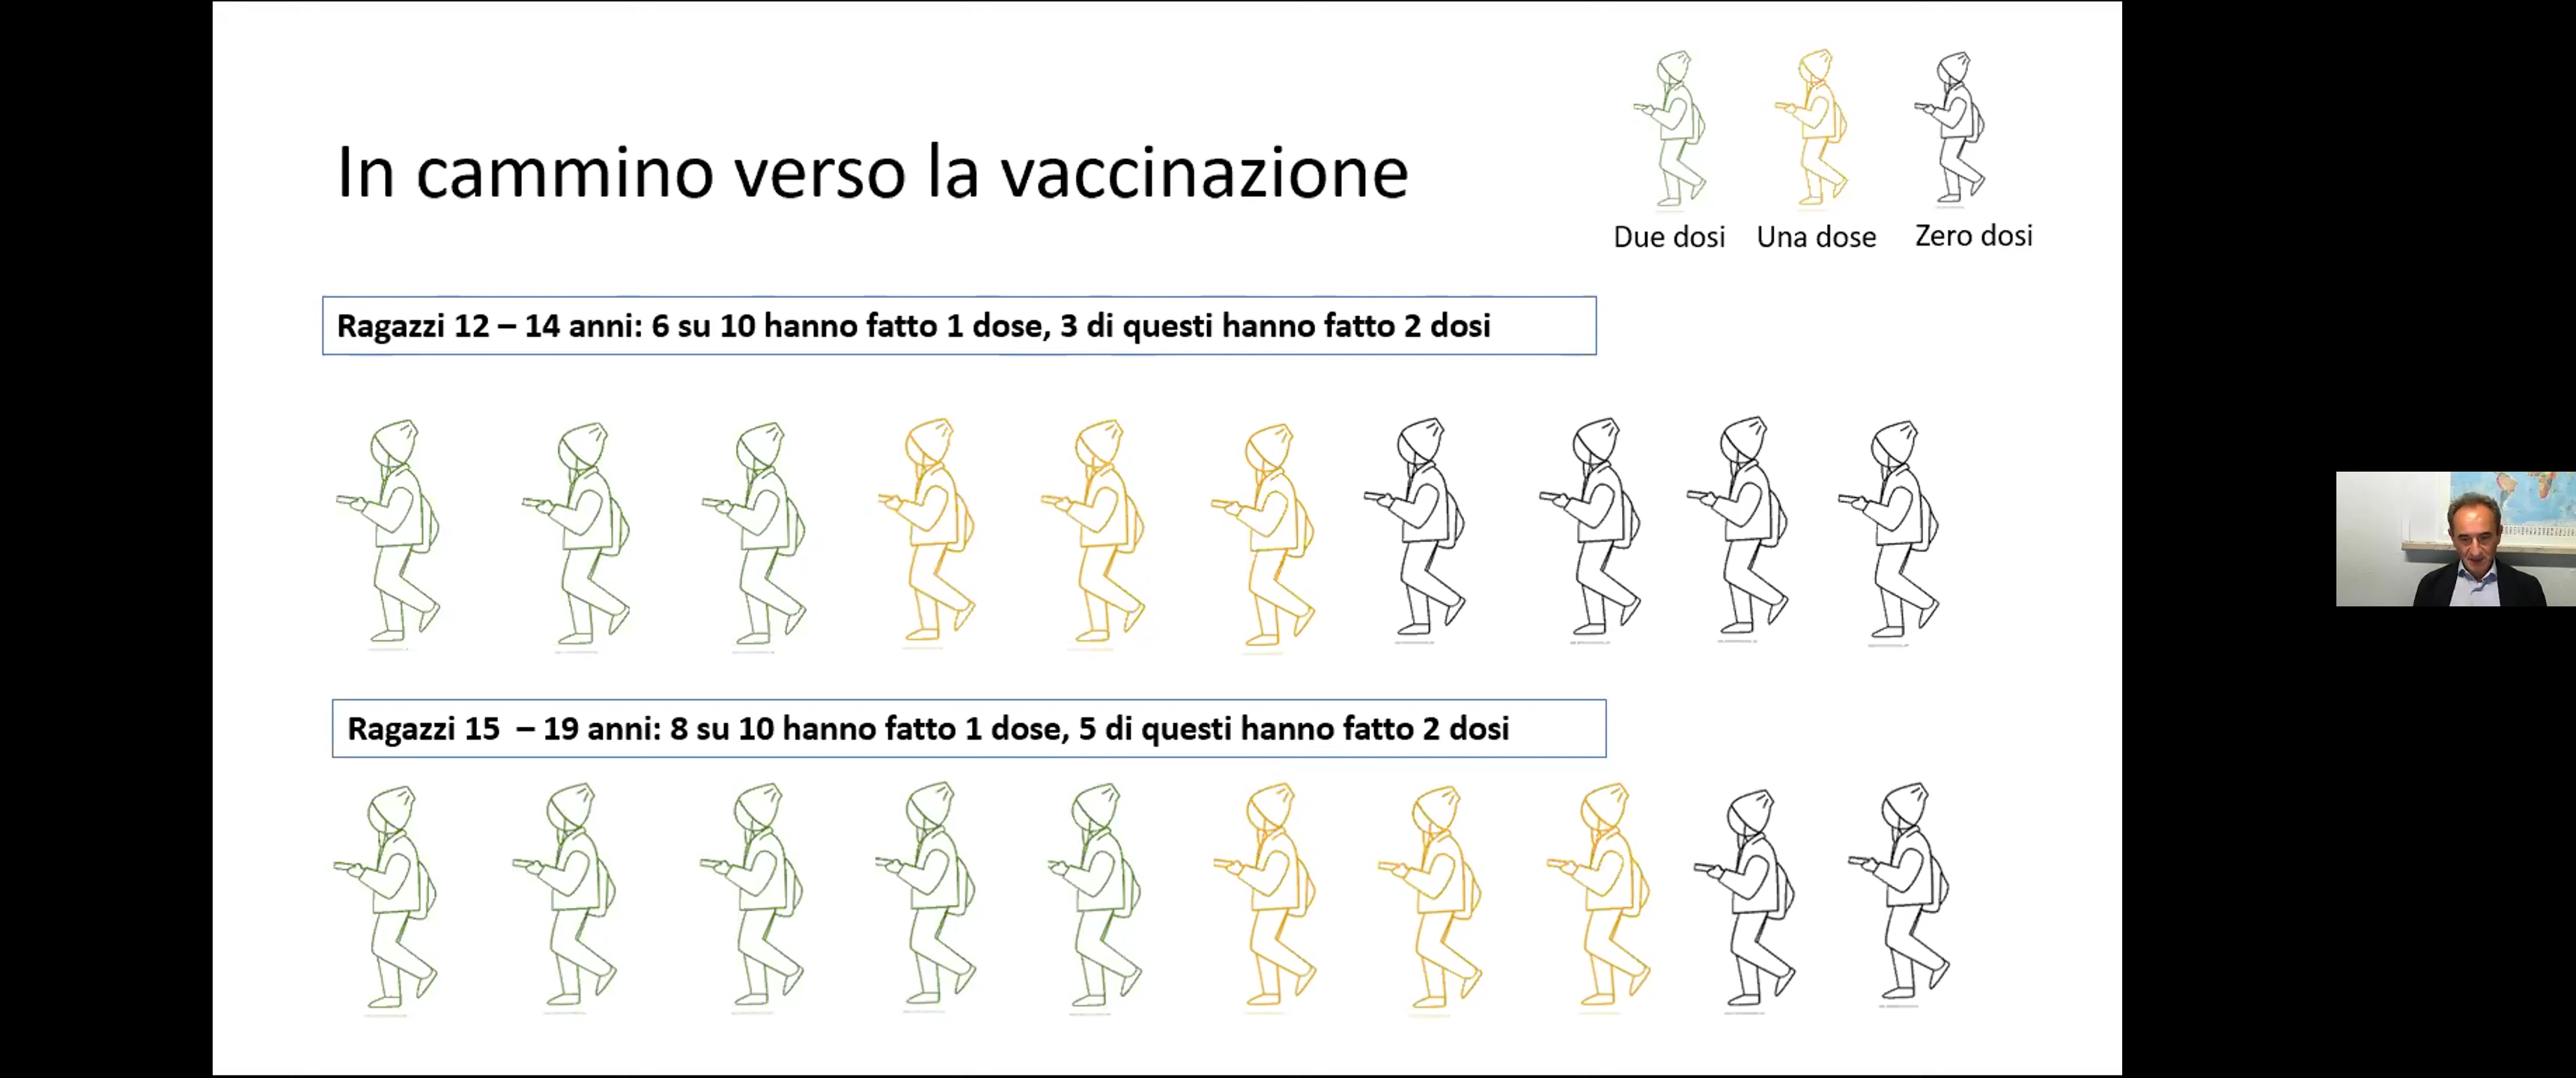 In cammino verso la vaccinazione
Due dosi
Una dose
Zero dosi
Ragazzi 12 – 14 anni: 6 su 10 hanno fatto 1 dose, 3 di questi hanno fatto 2 dosi
Ragazzi 15 – 19 anni: 8 su 10 hanno fatto 1 dose, 5 di questi hanno fatto 2 dosi